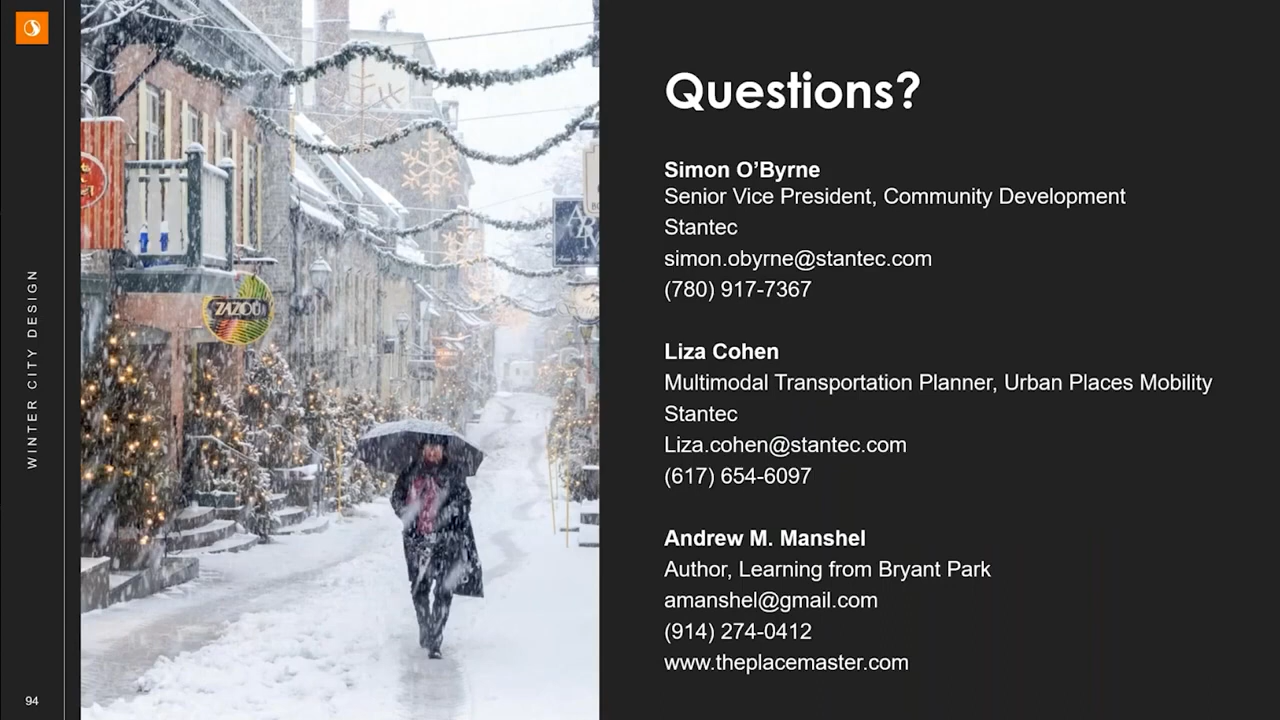 WINTER CITY DESIGN
94
ZAZOU
Questions?
Simon O’Byrne
Senior Vice President, Community Development
Stantec
simon.obyrne@stantec.com
(780) 917-7367
Liza Cohen
Multimodal Transportation Planner, Urban Places Mobility
Stantec
Liza.cohen@stantec.com
(617) 654-6097
Andrew M. Manshel
Author, Learning from Bryant Park
amanshel@gmail.com
(914) 274-0412
www.theplacemaster.com